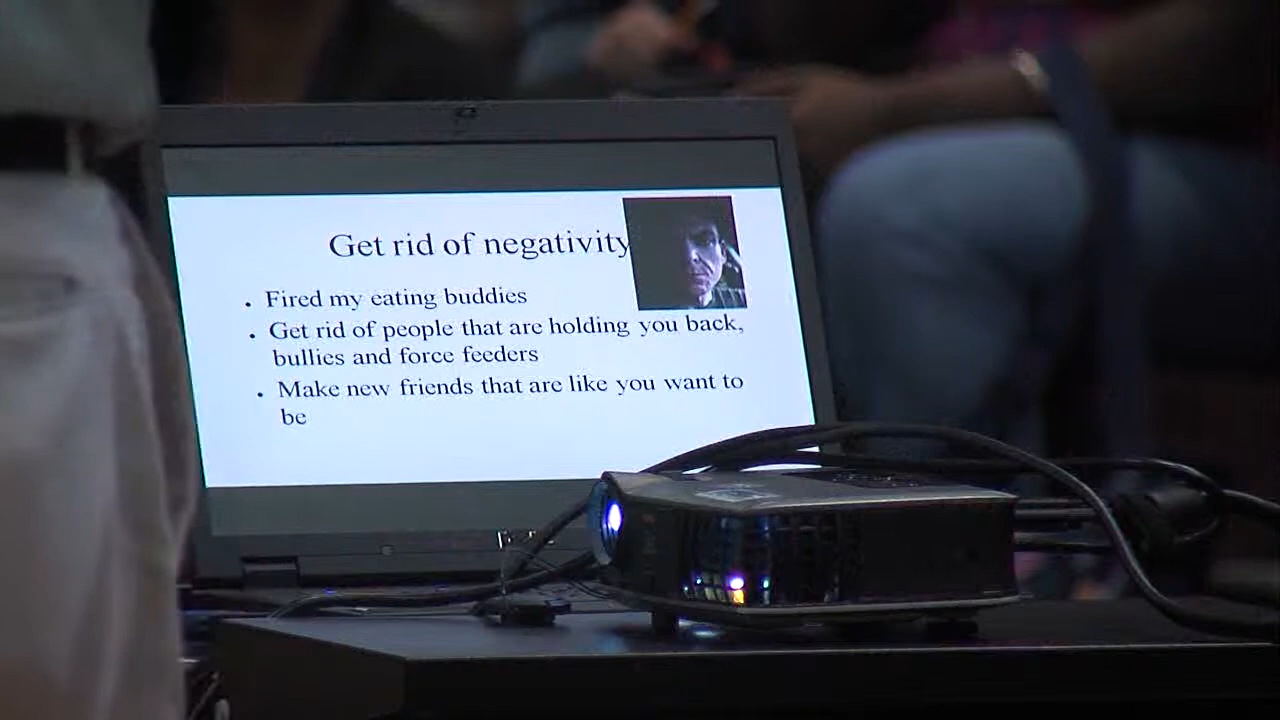 Get rid of negativity
• Fired my eating buddies
• Get rid of people that are holding you back,
bullies and force feeders
• Make new friends that are like you want to
be